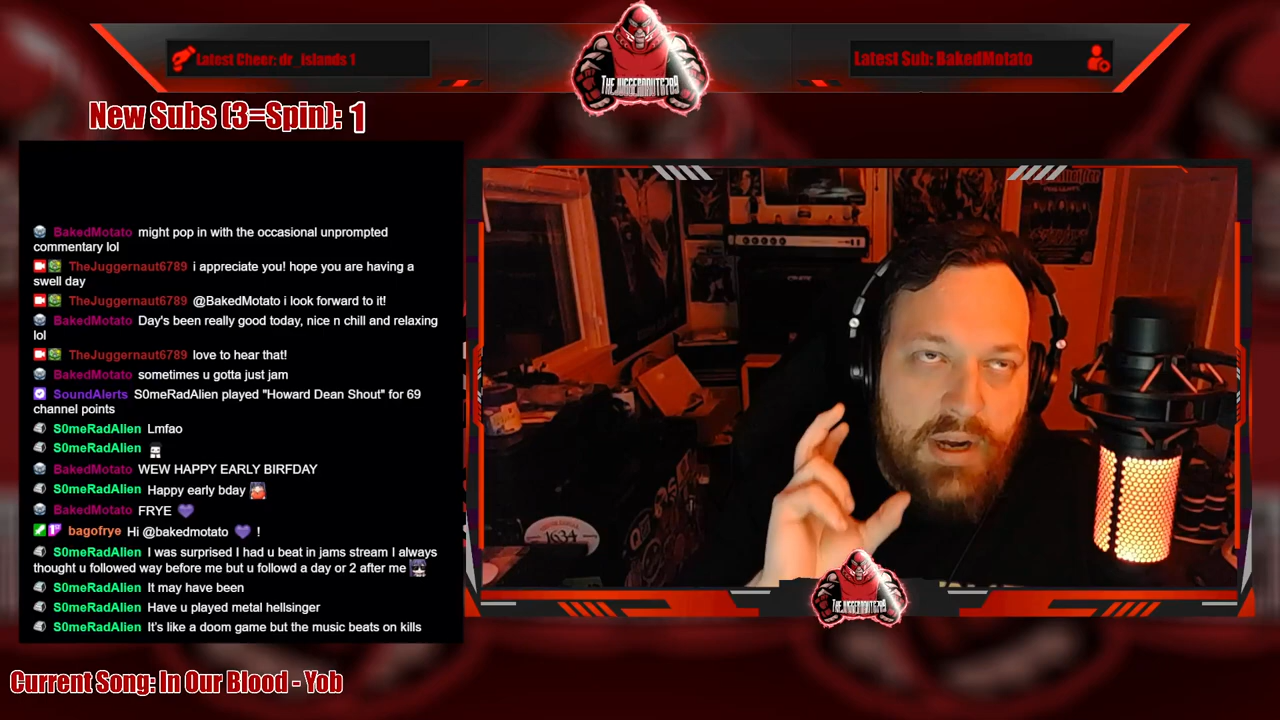 Latest Cheer: dr_islands 1
THEJUGGERNAUT6789
Latest Sub: BakedMotato
New Subs (3=Spin): 1
BakedMotato might pop in with the occasional unprompted
commentary lol
TheJuggernaut6789 i appreciate you! hope you are having a
swell day
TheJuggernaut6789 @BakedMotato i look forward to it!
BakedMotato Day's been really good today, nice n chill and relaxing
lol
TheJuggernaut6789 love to hear that!
BakedMotato sometimes u gotta just jam
SoundAlerts S0meRadAlien played "Howard Dean Shout" for 69
channel points
S0meRadAlien Lmfao
S0meRadAlien
BakedMotato WEW HAPPY EARLY BIRFDAY
S0meRadAlien Happy early bday
BakedMotato FRYE
bagofrye Hi @bakedmotato !
S0meRadAlien I was surprised I had u beat in jams stream I always
thought u followed way before me but u followd a day or 2 after me
S0meRadAlien It may have been
S0meRadAlien Have u played metal hellsinger
S0meRadAlien It's like a doom game but the music beats on kills
1634
THEJUGGERNAUT6789
Current Song: In Our Blood - Yob